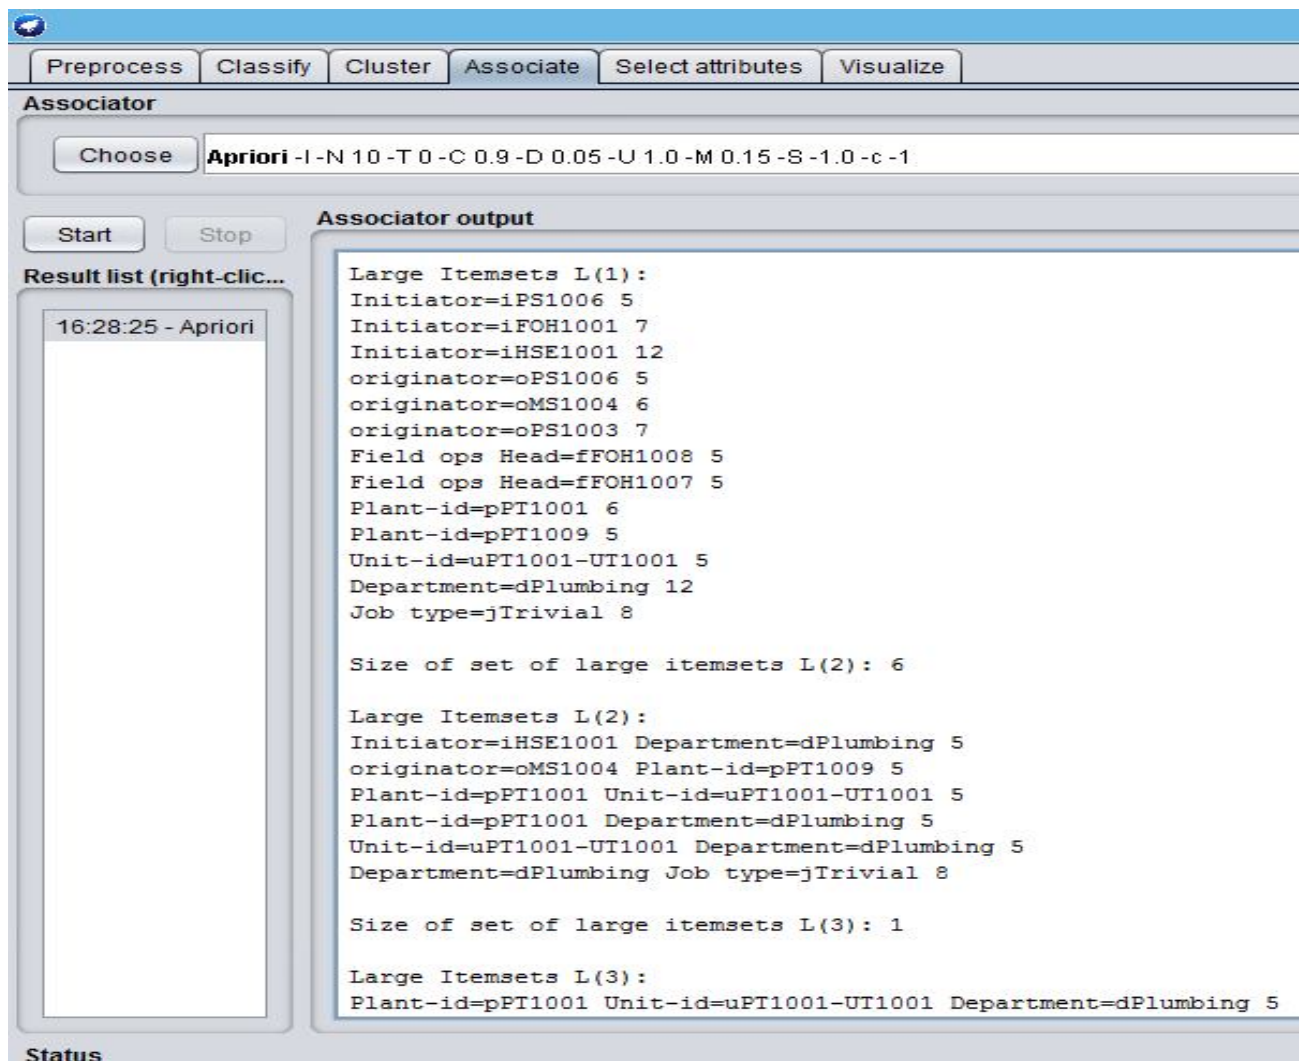 Preprocess Classify Cluster Associate Select attributes Visualize
Associator
Choose Apriori -I -N 10 -T 0 -C 0.9 -D 0.05 -U 1.0 -M 0.15 -S -1.0 -c -1
Start Stop
Result list (right-clic...
16:28:25 - Apriori
Associator output
Large Itemsets L(1):
Initiator=iPS1006 5
Initiator=iFOH1001 7
Initiator=iHSE1001 12
originator=oPS1006 5
originator=oMS1004 6
originator=oPS1003 7
Field ops Head=fFOH1008 5
Field ops Head=fFOH1007 5
Plant-id=pPT1001 6
Plant-id=pPT1009 5
Unit-id=uPT1001-UT1001 5
Department=dPlumbing 12
Job type=jTrivial 8
Size of set of large itemsets L(2): 6
Large Itemsets L(2):
Initiator=iHSE1001 Department=dPlumbing 5
originator=oMS1004 Plant-id=pPT1009 5
Plant-id=pPT1001 Unit-id=uPT1001-UT1001 5
Plant-id=pPT1001 Department=dPlumbing 5
Unit-id=uPT1001-UT1001 Department=dPlumbing 5
Department=dPlumbing Job type=jTrivial 8
Size of set of large itemsets L(3): 1
Large Itemsets L(3):
Plant-id=pPT1001 Unit-id=uPT1001-UT1001 Department=dPlumbing 5
Status